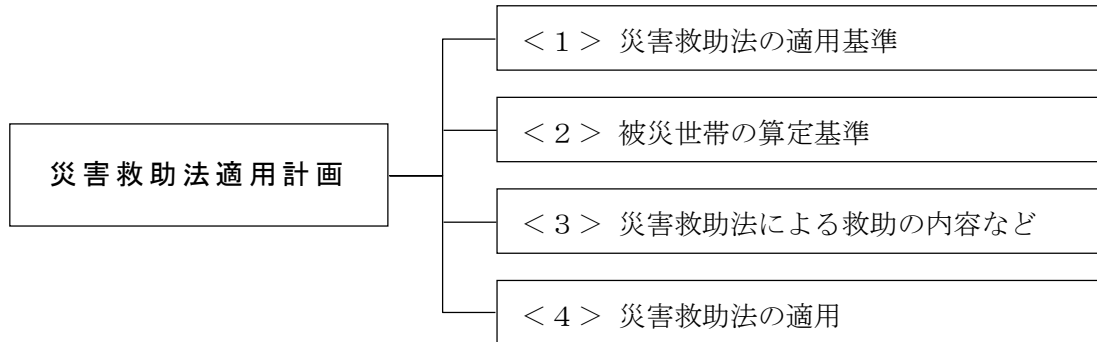 <1> 災害救助法の適用基準
<2> 被災世帯の算定基準
災害救助法適用計画
<3> 災害救助法による救助の内容など
<4> 災害救助法の適用